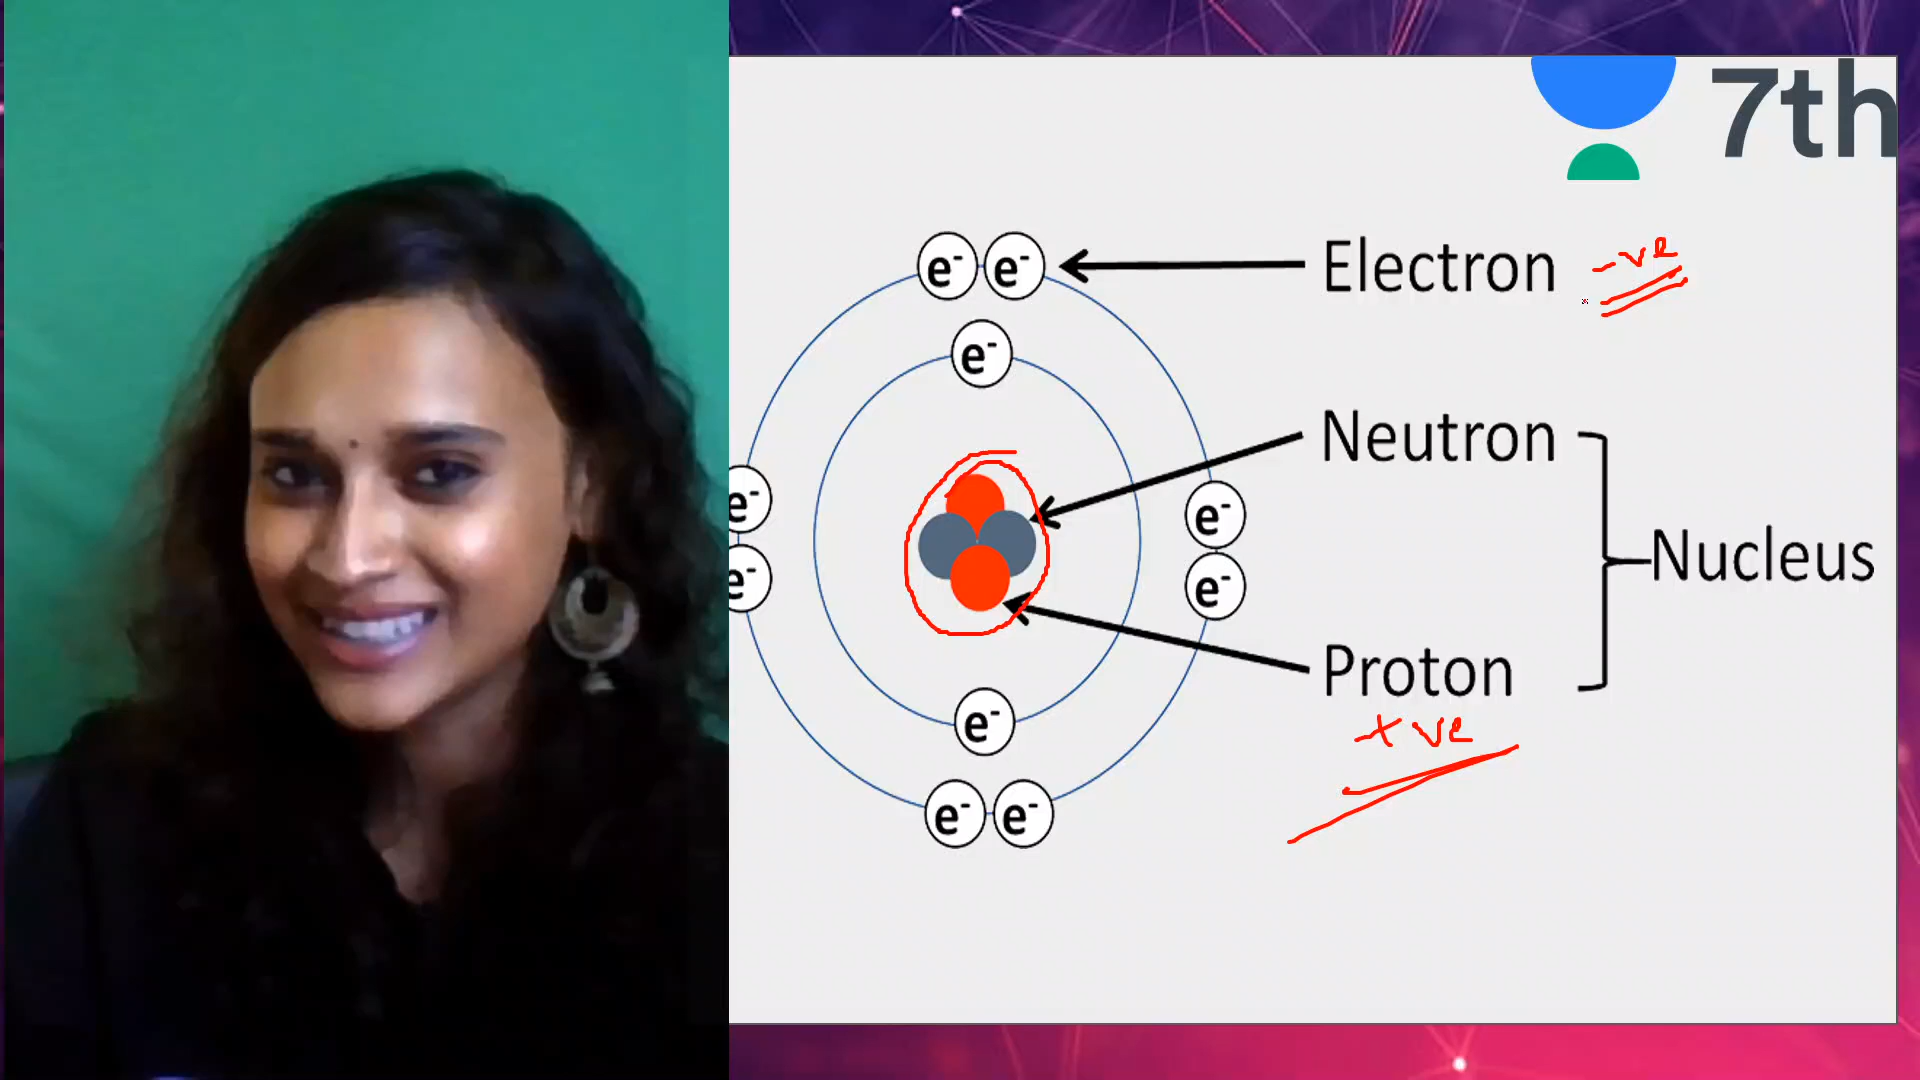 7th
e- e- Electron -ve
e-
Neutron
e- e-
Nucleus
e- e-
Proton
+ve
e-
e- e-